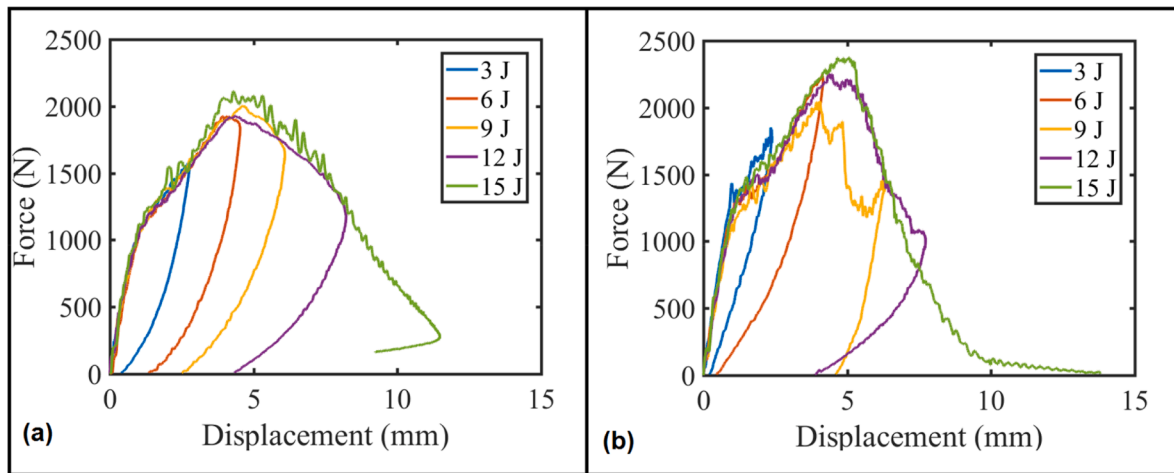 2500
2000
1500
1000
500
0
0
5
10
15
Force (N)
Displacement (mm)
3 J
6 J
9 J
12 J
15 J
(a)
2500
2000
1500
1000
500
0
0
5
10
15
Force (N)
Displacement (mm)
3 J
6 J
9 J
12 J
15 J
(b)